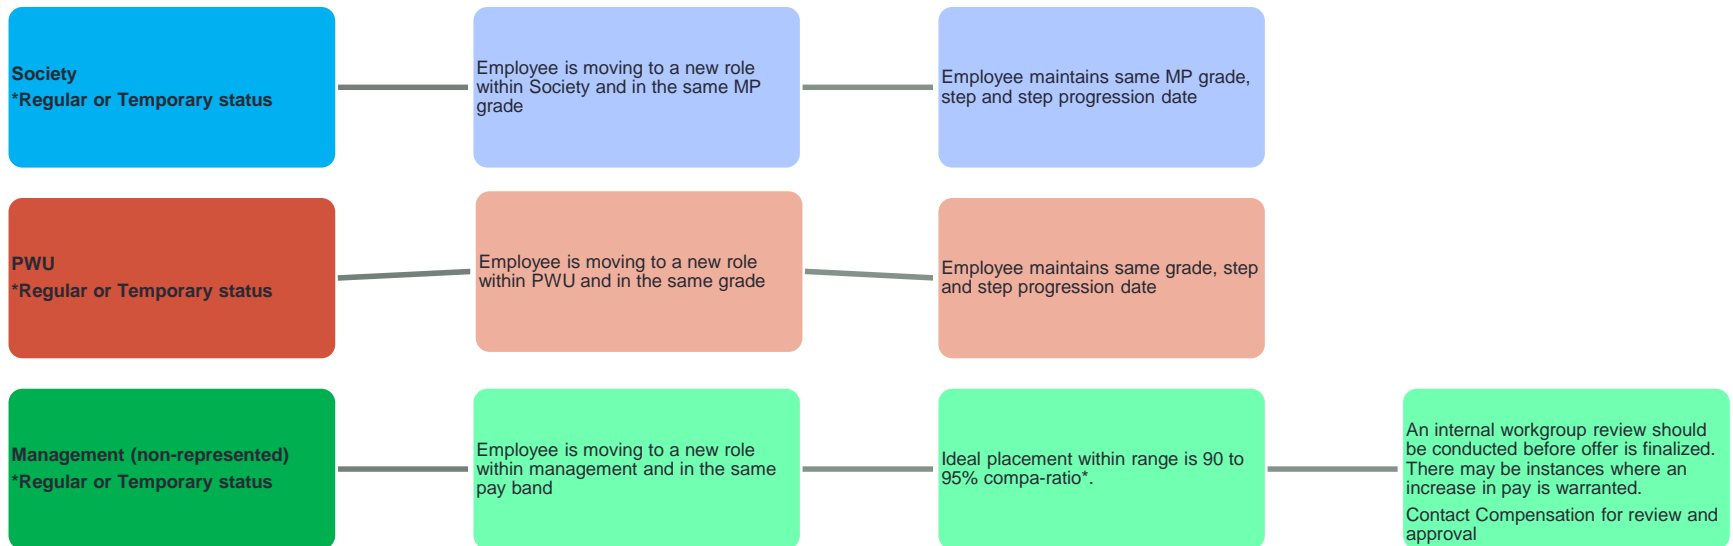 Society
*Regular or Temporary status
Employee is moving to a new role
within Society and in the same MP
grade
Employee maintains same MP grade,
step and step progression date
PWU
*Regular or Temporary status
Employee is moving to a new role
within PWU and in the same grade
Employee maintains same grade, step
and step progression date
Management (non-represented)
*Regular or Temporary status
Employee is moving to a new role
within management and in the same
pay band
Ideal placement within range is 90 to
95% compa-ratio*.
An internal workgroup review should
be conducted before offer is finalized.
There may be instances where an
increase in pay is warranted.
Contact Compensation for review and
approval